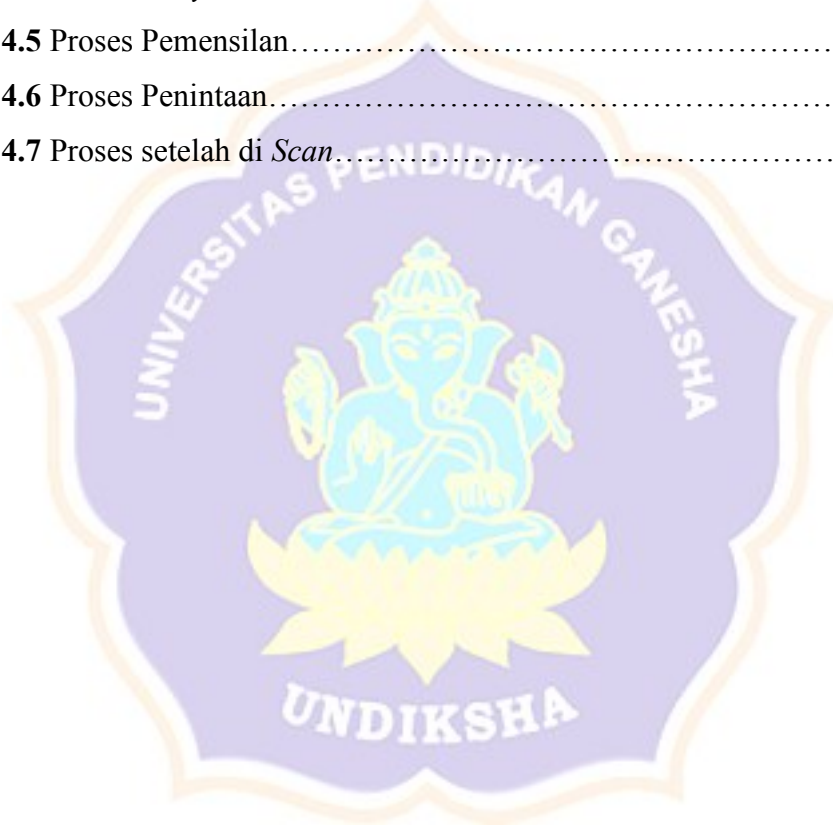 4.5 Proses Pemensilan……………………………………………………
4.6 Proses Penintaan………………………………………………………
4.7 Proses setelah di Scan…………………………………………………
UNIVERSITAS PENDIDIKAN GANESHA
UNDIKSHA